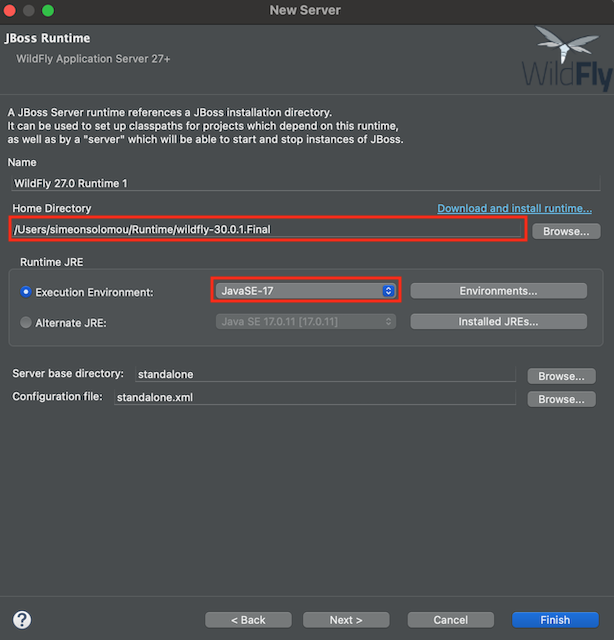 New Server
JBoss Runtime
WildFly Application Server 27+
WildFly
A JBoss Server runtime references a JBoss installation directory.
It can be used to set up classpaths for projects which depend on this runtime,
as well as by a "server" which will be able to start and stop instances of JBoss.
Name
WildFly 27.0 Runtime 1
Home Directory
Download and install runtime...
/Users/simeonsolomou/Runtime/wildfly-30.0.1.Final
Browse...
Runtime JRE
Execution Environment:
JavaSE-17
Environments...
Alternate JRE:
Java SE 17.0.11 [17.0.11]
Installed JREs...
Server base directory:
standalone
Browse...
Configuration file:
standalone.xml
Browse...
?
< Back
Next >
Cancel
Finish